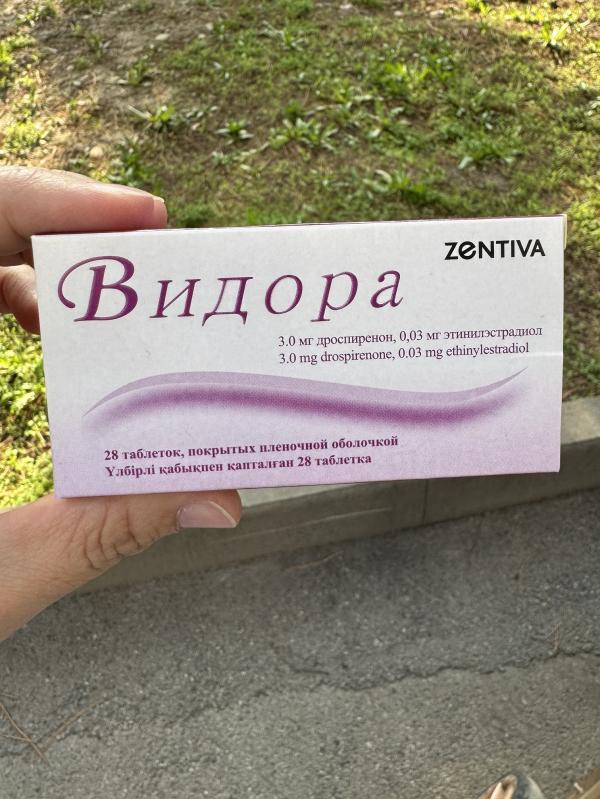 ZENTIVA
Видора
3.0 мг дроспиренон, 0,03 мг этинилэстрадиол
3.0 mg drospirenone, 0.03 mg ethinylestradiol
28 таблеток, покрытых пленочной оболочкой
Үлбірлі қабықпен қапталған 28 таблетка